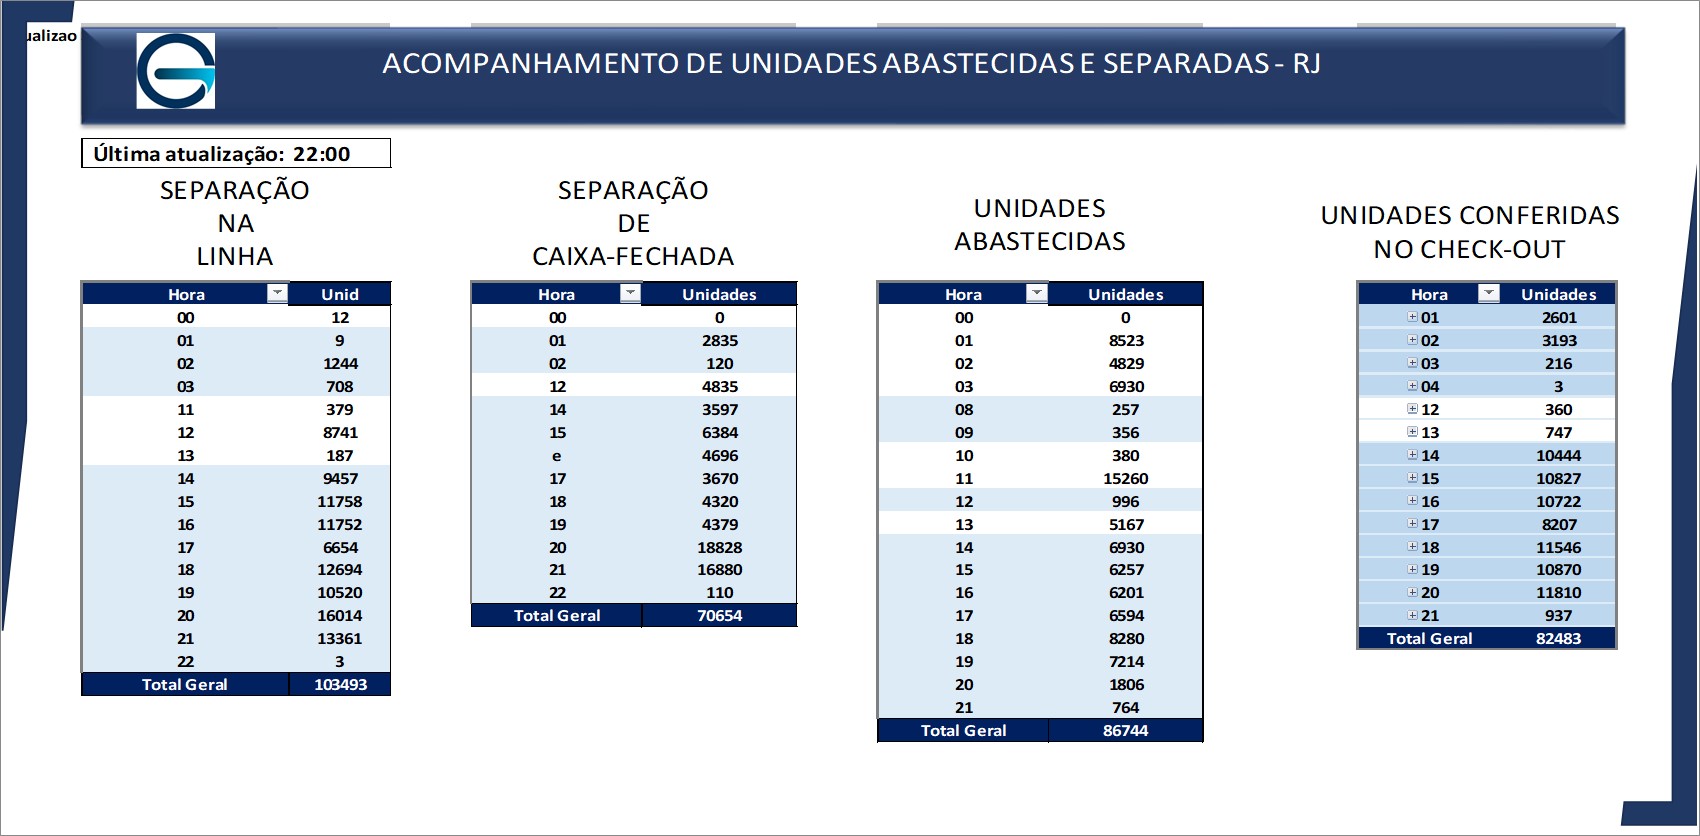 ualizao
ACOMPANHAMENTO DE UNIDADES ABASTECIDAS E SEPARADAS - RJ
Última atualização: 22:00
SEPARAÇÃO
NA
LINHA
Hora Unid
00 12
01 9
02 1244
03 708
11 379
12 8741
13 187
14 9457
15 11758
16 11752
17 6654
18 12694
19 10520
20 16014
21 13361
22 3
Total Geral 103493
SEPARAÇÃO
DE
CAIXA-FECHADA
Hora Unidades
00 0
01 2835
02 120
12 4835
14 3597
15 6384
e 4696
17 3670
18 4320
19 4379
20 18828
21 16880
22 110
Total Geral 70654
UNIDADES
ABASTECIDAS
Hora Unidades
00 0
01 8523
02 4829
03 6930
08 257
09 356
10 380
11 15260
12 996
13 5167
14 6930
15 6257
16 6201
17 6594
18 8280
19 7214
20 1806
21 764
Total Geral 86744
UNIDADES CONFERIDAS
NO CHECK-OUT
Hora Unidades
01 2601
02 3193
03 216
04 3
12 360
13 747
14 10444
15 10827
16 10722
17 8207
18 11546
19 10870
20 11810
21 937
Total Geral 82483